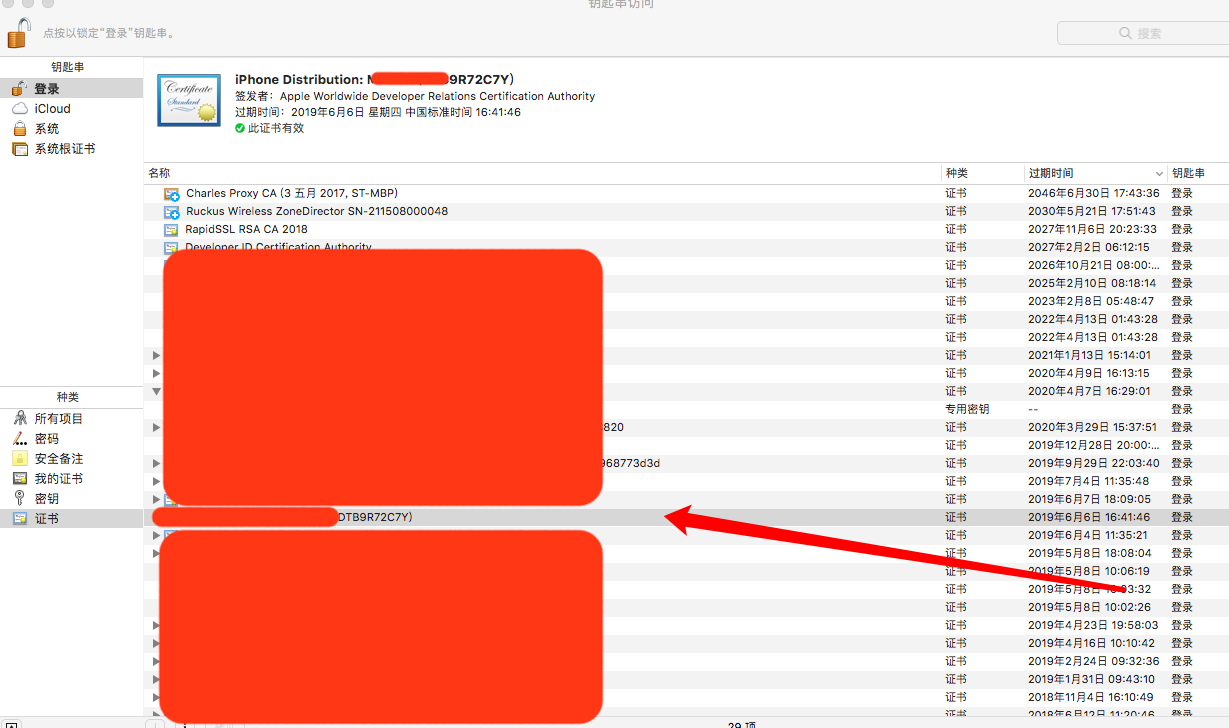 钥匙串访问
点按以锁定“登录”钥匙串。
搜索
钥匙串
登录
iCloud
系统
系统根证书
iPhone Distribution: 9R72C7Y)
签发者：Apple Worldwide Developer Relations Certification Authority
过期时间：2019年6月6日 星期四 中国标准时间 16:41:46
此证书有效
名称 种类 过期时间 钥匙串
Charles Proxy CA (3 五月 2017, ST-MBP) 证书 2046年6月30日 17:43:36 登录
Ruckus Wireless ZoneDirector SN-211508000048 证书 2030年5月21日 17:51:43 登录
RapidSSL RSA CA 2018 证书 2027年11月6日 20:23:33 登录
Developer ID Certification Authority 证书 2027年2月2日 06:12:15 登录
证书 2026年10月21日 08:00:... 登录
证书 2025年2月10日 08:18:14 登录
证书 2023年2月8日 05:48:47 登录
证书 2022年4月13日 01:43:28 登录
证书 2022年4月13日 01:43:28 登录
证书 2021年1月13日 15:14:01 登录
证书 2020年4月9日 16:13:15 登录
证书 2020年4月7日 16:29:01 登录
专用密钥 -- 登录
820 证书 2020年3月29日 15:37:51 登录
证书 2019年12月28日 20:00:... 登录
968773d3d 证书 2019年9月29日 22:03:40 登录
证书 2019年7月4日 11:35:48 登录
证书 2019年6月7日 18:09:05 登录
DTB9R72C7Y) 证书 2019年6月6日 16:41:46 登录
证书 2019年6月4日 11:35:21 登录
证书 2019年5月8日 18:08:04 登录
证书 2019年5月8日 10:06:19 登录
证书 2019年5月8日 03:32 登录
证书 2019年5月8日 10:02:26 登录
证书 2019年4月23日 19:58:03 登录
证书 2019年4月16日 10:10:42 登录
证书 2019年2月24日 09:32:36 登录
证书 2019年1月31日 09:43:10 登录
证书 2018年11月4日 16:10:49 登录
证书 2018年6月12日 11:20:46 登录
种类
所有项目
密码
安全备注
我的证书
密钥
证书
29 项